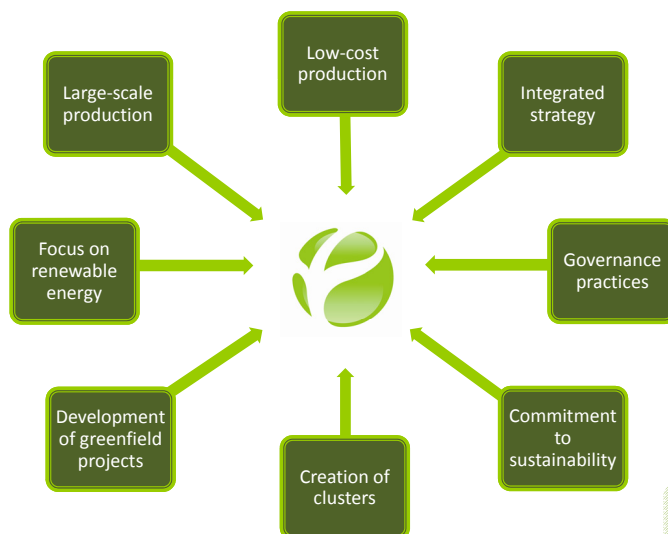 Low-cost
production
Large-scale
production
Integrated
strategy
Focus on
renewable
energy
Governance
practices
Development
of greenfield
projects
Commitment
to
sustainability
Creation of
clusters